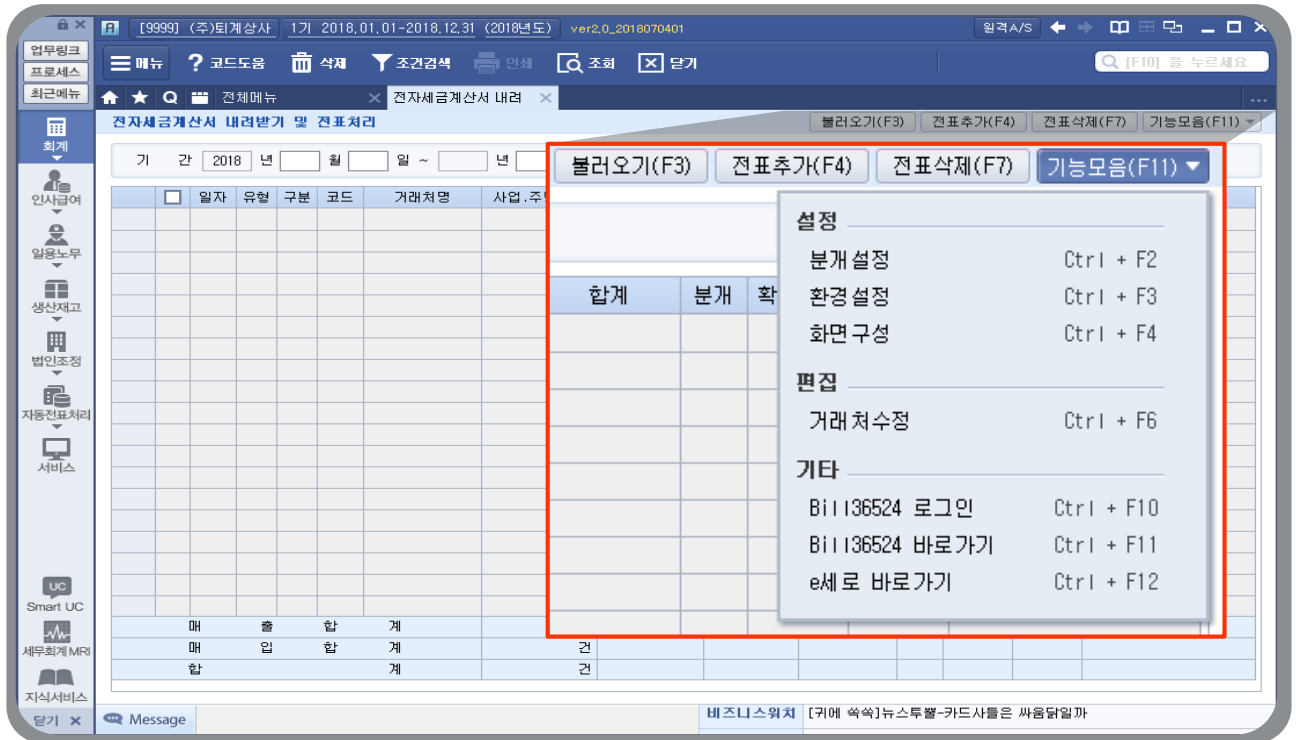 [9999] (주)퇴계상사 1기 2018.01.01-2018.12.31 (2018년도) ver2.0_2018070401 원격A/S
업무링크
프로세스
최근메뉴
메뉴 코드도움 삭제 조건검색 인쇄 조회 닫기 [F10] 을 누르세요
전체메뉴 전자세금계산서 내려
전자세금계산서 내려받기 및 전표처리 불러오기(F3) 전표추가(F4) 전표삭제(F7) 기능모음(F11)
기 간 2018 년 월 일 ~ 년
일자 유형 구분 코드 거래처명 사업.주민
회계
인사급여
일용노무
생산재고
법인조정
자동전표처리
서비스
Smart UC
세무회계 MRI
지식서비스
닫기
불러오기(F3) 전표추가(F4) 전표삭제(F7) 기능모음(F11)
합계 분개 확
설정
분개설정 Ctrl + F2
환경설정 Ctrl + F3
화면구성 Ctrl + F4
편집
거래처수정 Ctrl + F6
기타
Bill36524 로그인 Ctrl + F10
Bill36524 바로가기 Ctrl + F11
e세로 바로가기 Ctrl + F12
매 출 합 계
매 입 합 계 건
합 계 건
Message 비즈니스워치 [귀에 쏙쏙]뉴스투뿔-카드사들은 싸움닭일까